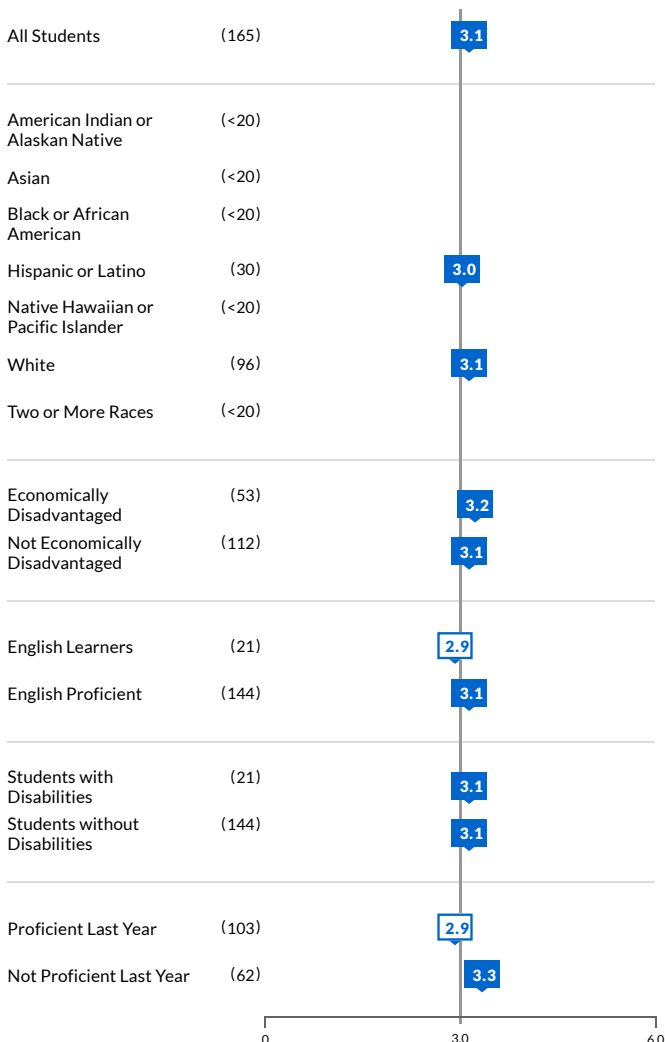 All Students (165) 3.1
American Indian or (<20)
Alaskan Native
Asian (<20)
Black or African (<20)
American
Hispanic or Latino (30) 3.0
Native Hawaiian or (<20)
Pacific Islander
White (96) 3.1
Two or More Races (<20)
Economically (53) 3.2
Disadvantaged
Not Economically (112) 3.1
Disadvantaged
English Learners (21) 2.9
English Proficient (144) 3.1
Students with (21) 3.1
Disabilities
Students without (144) 3.1
Disabilities
Proficient Last Year (103) 2.9
Not Proficient Last Year (62) 3.3
0 3.0 6.0